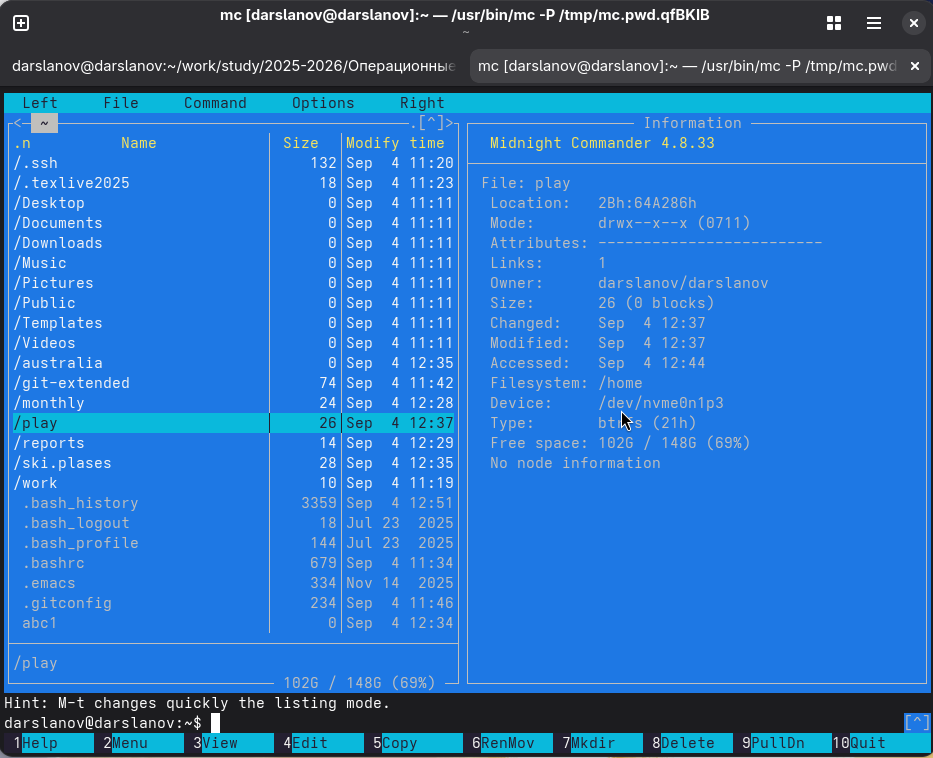 mc [darslanov@darslanov]:~ — /usr/bin/mc -P /tmp/mc.pwd.qfBKIB
~
darslanov@darslanov:~/work/study/2025-2026/Операционные
mc [darslanov@darslanov]:~ — /usr/bin/mc -P /tmp/mc.pwd
Left File Command Options Right
<─ ~ .[^]>
.n Name Size Modify time
/.ssh 132 Sep 4 11:20
/.texlive2025 18 Sep 4 11:23
/Desktop 0 Sep 4 11:11
/Documents 0 Sep 4 11:11
/Downloads 0 Sep 4 11:11
/Music 0 Sep 4 11:11
/Pictures 0 Sep 4 11:11
/Public 0 Sep 4 11:11
/Templates 0 Sep 4 11:11
/Videos 0 Sep 4 11:11
/australia 0 Sep 4 12:35
/git-extended 74 Sep 4 11:42
/monthly 24 Sep 4 12:28
/play 26 Sep 4 12:37
/reports 14 Sep 4 12:29
/ski.plases 28 Sep 4 12:35
/work 10 Sep 4 11:19
.bash_history 3359 Sep 4 12:51
.bash_logout 18 Jul 23 2025
.bash_profile 144 Jul 23 2025
.bashrc 679 Sep 4 11:34
.emacs 334 Nov 14 2025
.gitconfig 234 Sep 4 11:46
abc1 0 Sep 4 12:34
/play
102G / 148G (69%)
Information
Midnight Commander 4.8.33
File: play
Location: 2Bh:64A286h
Mode: drwx--x--x (0711)
Attributes: -------------------------
Links: 1
Owner: darslanov/darslanov
Size: 26 (0 blocks)
Changed: Sep 4 12:37
Modified: Sep 4 12:37
Accessed: Sep 4 12:44
Filesystem: /home
Device: /dev/nvme0n1p3
Type: btrfs (21h)
Free space: 102G / 148G (69%)
No node information
Hint: M-t changes quickly the listing mode.
darslanov@darslanov:~$
[^]
1Help 2Menu 3View 4Edit 5Copy 6RenMov 7Mkdir 8Delete 9PullDn 10Quit